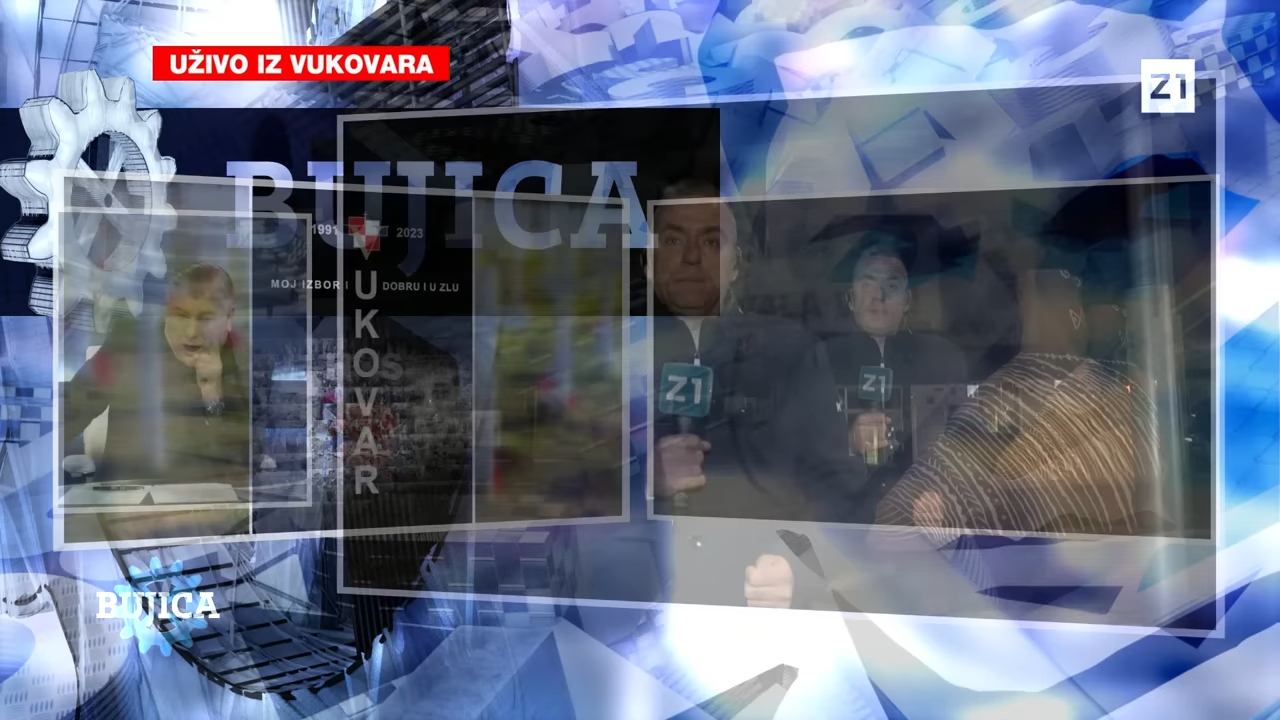 UŽIVO IZ VUKOVARA
Z1
BUJICA
1991 2023
MOJ IZBOR I DOBRU I U ZLU
VUKOVAR
Z1
Z1
BUJICA